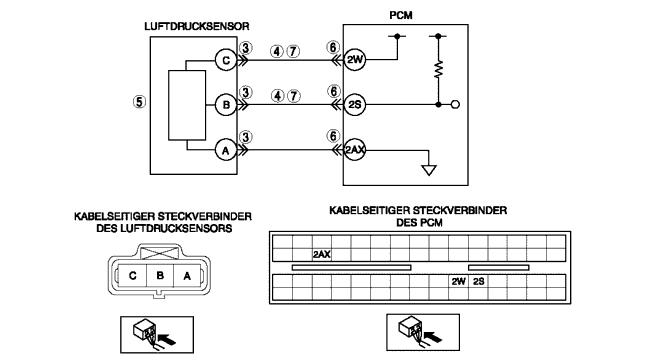 PCM
LUFTDRUCKSENSOR
C 3 4 7 6 2W
5
B 3 4 7 6 2S
A 3 6 2AX
KABELSEITIGER STECKVERBINDER
DES LUFTDRUCKSENSORS
KABELSEITIGER STECKVERBINDER
DES PCM
C B A
2AX
2W 2S